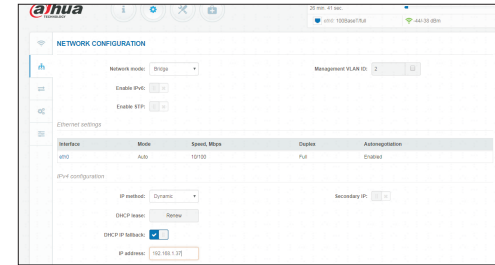 alhua
TECHNOLOGY
26 min 41 sec
eth0 100Base-T/full
-44/-38 dBm
NETWORK CONFIGURATION
Network mode: Bridge
Management VLAN ID: 2
Enable IPv6:
Enable STP:
Ethernet settings
Interface Mode Speed, Mbps Duplex Autonegotiation
eth0 Auto 10/100 Full Enabled
IPv4 configuration
IP method: Dynamic
Secondary IP:
DHCP lease: Renew
DHCP IP fallback:
IP address: 192.168.1.37